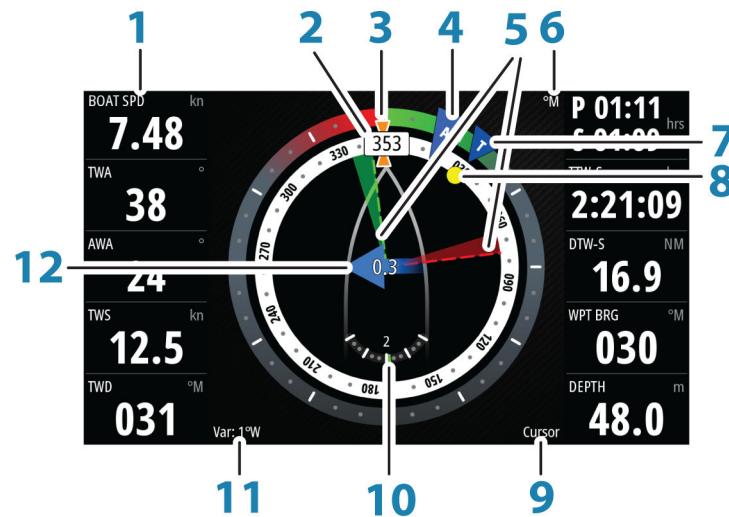 1 2 3 4 5 6
BOAT SPD kn
7.48
TWA °
38
AWA °
24
TWS kn
12.5
TWD °M
031
330
353
300
270
240
210
180
150
120
060
0.3
2
A
T
°M
P 01:11 hrs
S 01:09
7
8
TTW-S
2:21:09
DTW-S NM
16.9
WPT BRG °M
030
DEPTH m
48.0
12
Var: 1°W
Cursor
11 10 9